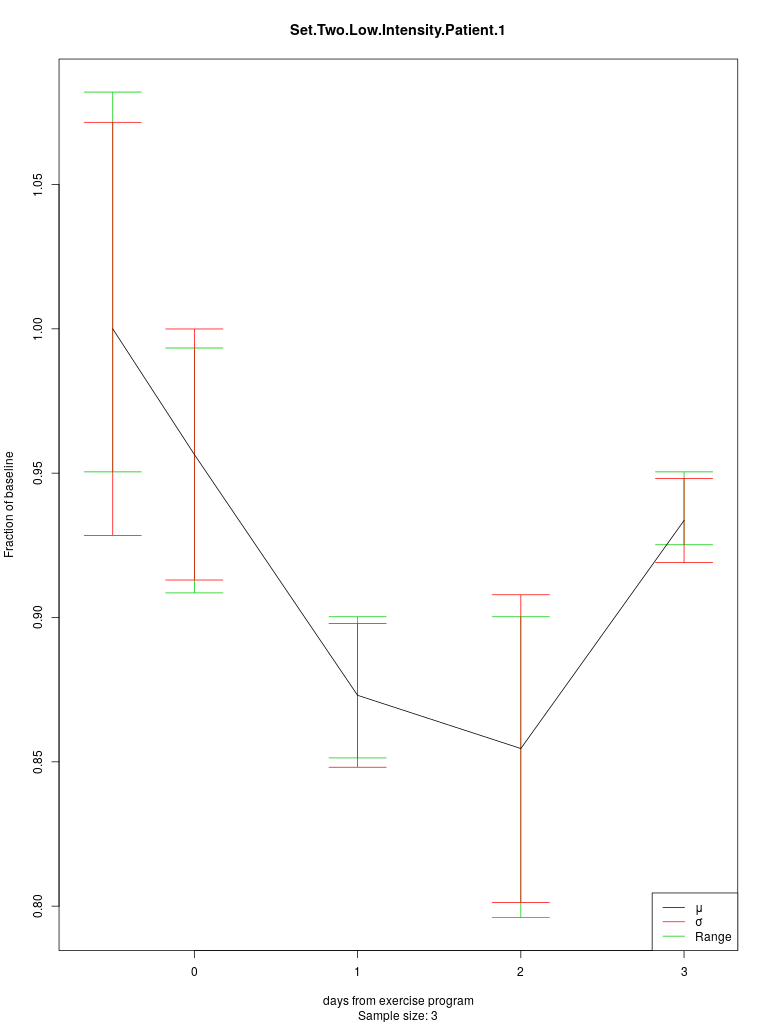 Set.Two.Low.Intensity.Patient.1
Fraction of baseline
1.05
1.00
0.95
0.90
0.85
0.80
0
1
2
3
μ
σ
Range
days from exercise program
Sample size: 3